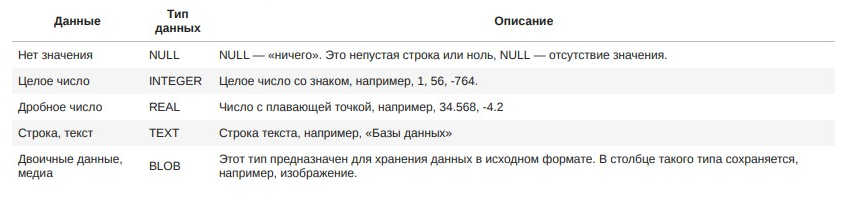 Данные Тип данных Описание
Нет значения NULL NULL — «ничего». Это непустая строка или ноль, NULL — отсутствие значения.
Целое число INTEGER Целое число со знаком, например, 1, 56, -764.
Дробное число REAL Число с плавающей точкой, например, 34.568, -4.2
Строка, текст TEXT Строка текста, например, «Базы данных»
Двоичные данные, медиа BLOB Этот тип предназначен для хранения данных в исходном формате. В столбце такого типа сохраняется,
например, изображение.